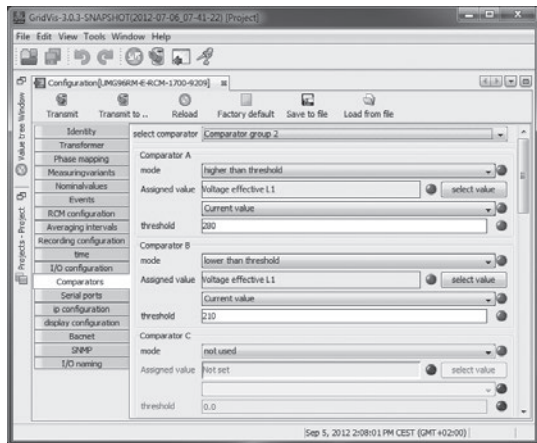 GridVis-3.0.3-SNAPSHOT(2012-07-06_07-41-22) [Project]
File Edit View Tools Window Help
Configuration[UMG96RM-E-RCM-1700-9209]
Transmit Transmit to .. Reload Factory default Save to file Load from file
Value tree Window
Projects - Project
Identity
Transformer
Phase mapping
Measuringvariants
Nominalvalues
Events
RCM configuration
Averaging intervals
Recording configuration
time
I/O configuration
Comparators
Serial ports
ip configuration
display configuration
Bacnet
SNMP
I/O naming
select comparator Comparator group 2
Comparator A
mode higher than threshold
Assigned value Voltage effective L1 select value
Current value
threshold 280
Comparator B
mode lower than threshold
Assigned value Voltage effective L1 select value
Current value
threshold 210
Comparator C
mode not used
Assigned value Not set select value
threshold 0.0
Sep 5, 2012 2:08:01 PM CEST (GMT+02:00)